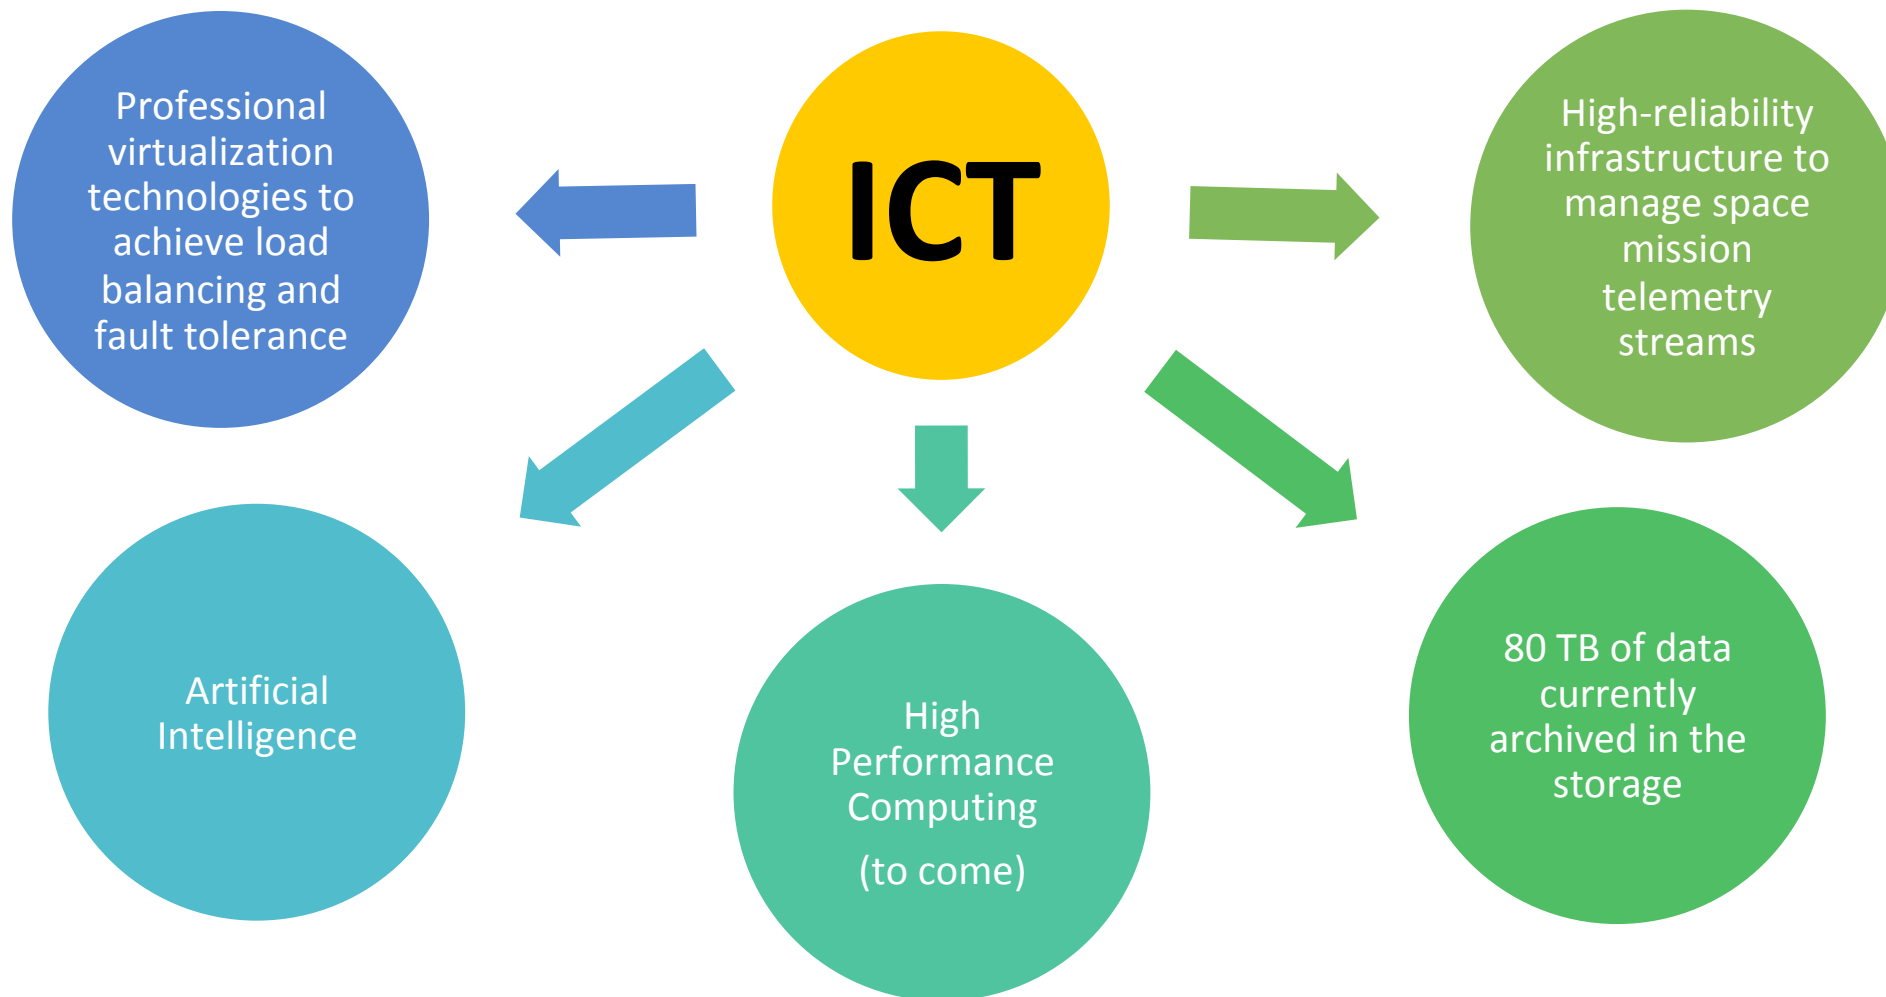 ICT
Professional
virtualization
technologies to
achieve load
balancing and
fault tolerance
High-reliability
infrastructure to
manage space
mission
telemetry
streams
Artificial
Intelligence
High
Performance
Computing
(to come)
80 TB of data
currently
archived in the
storage